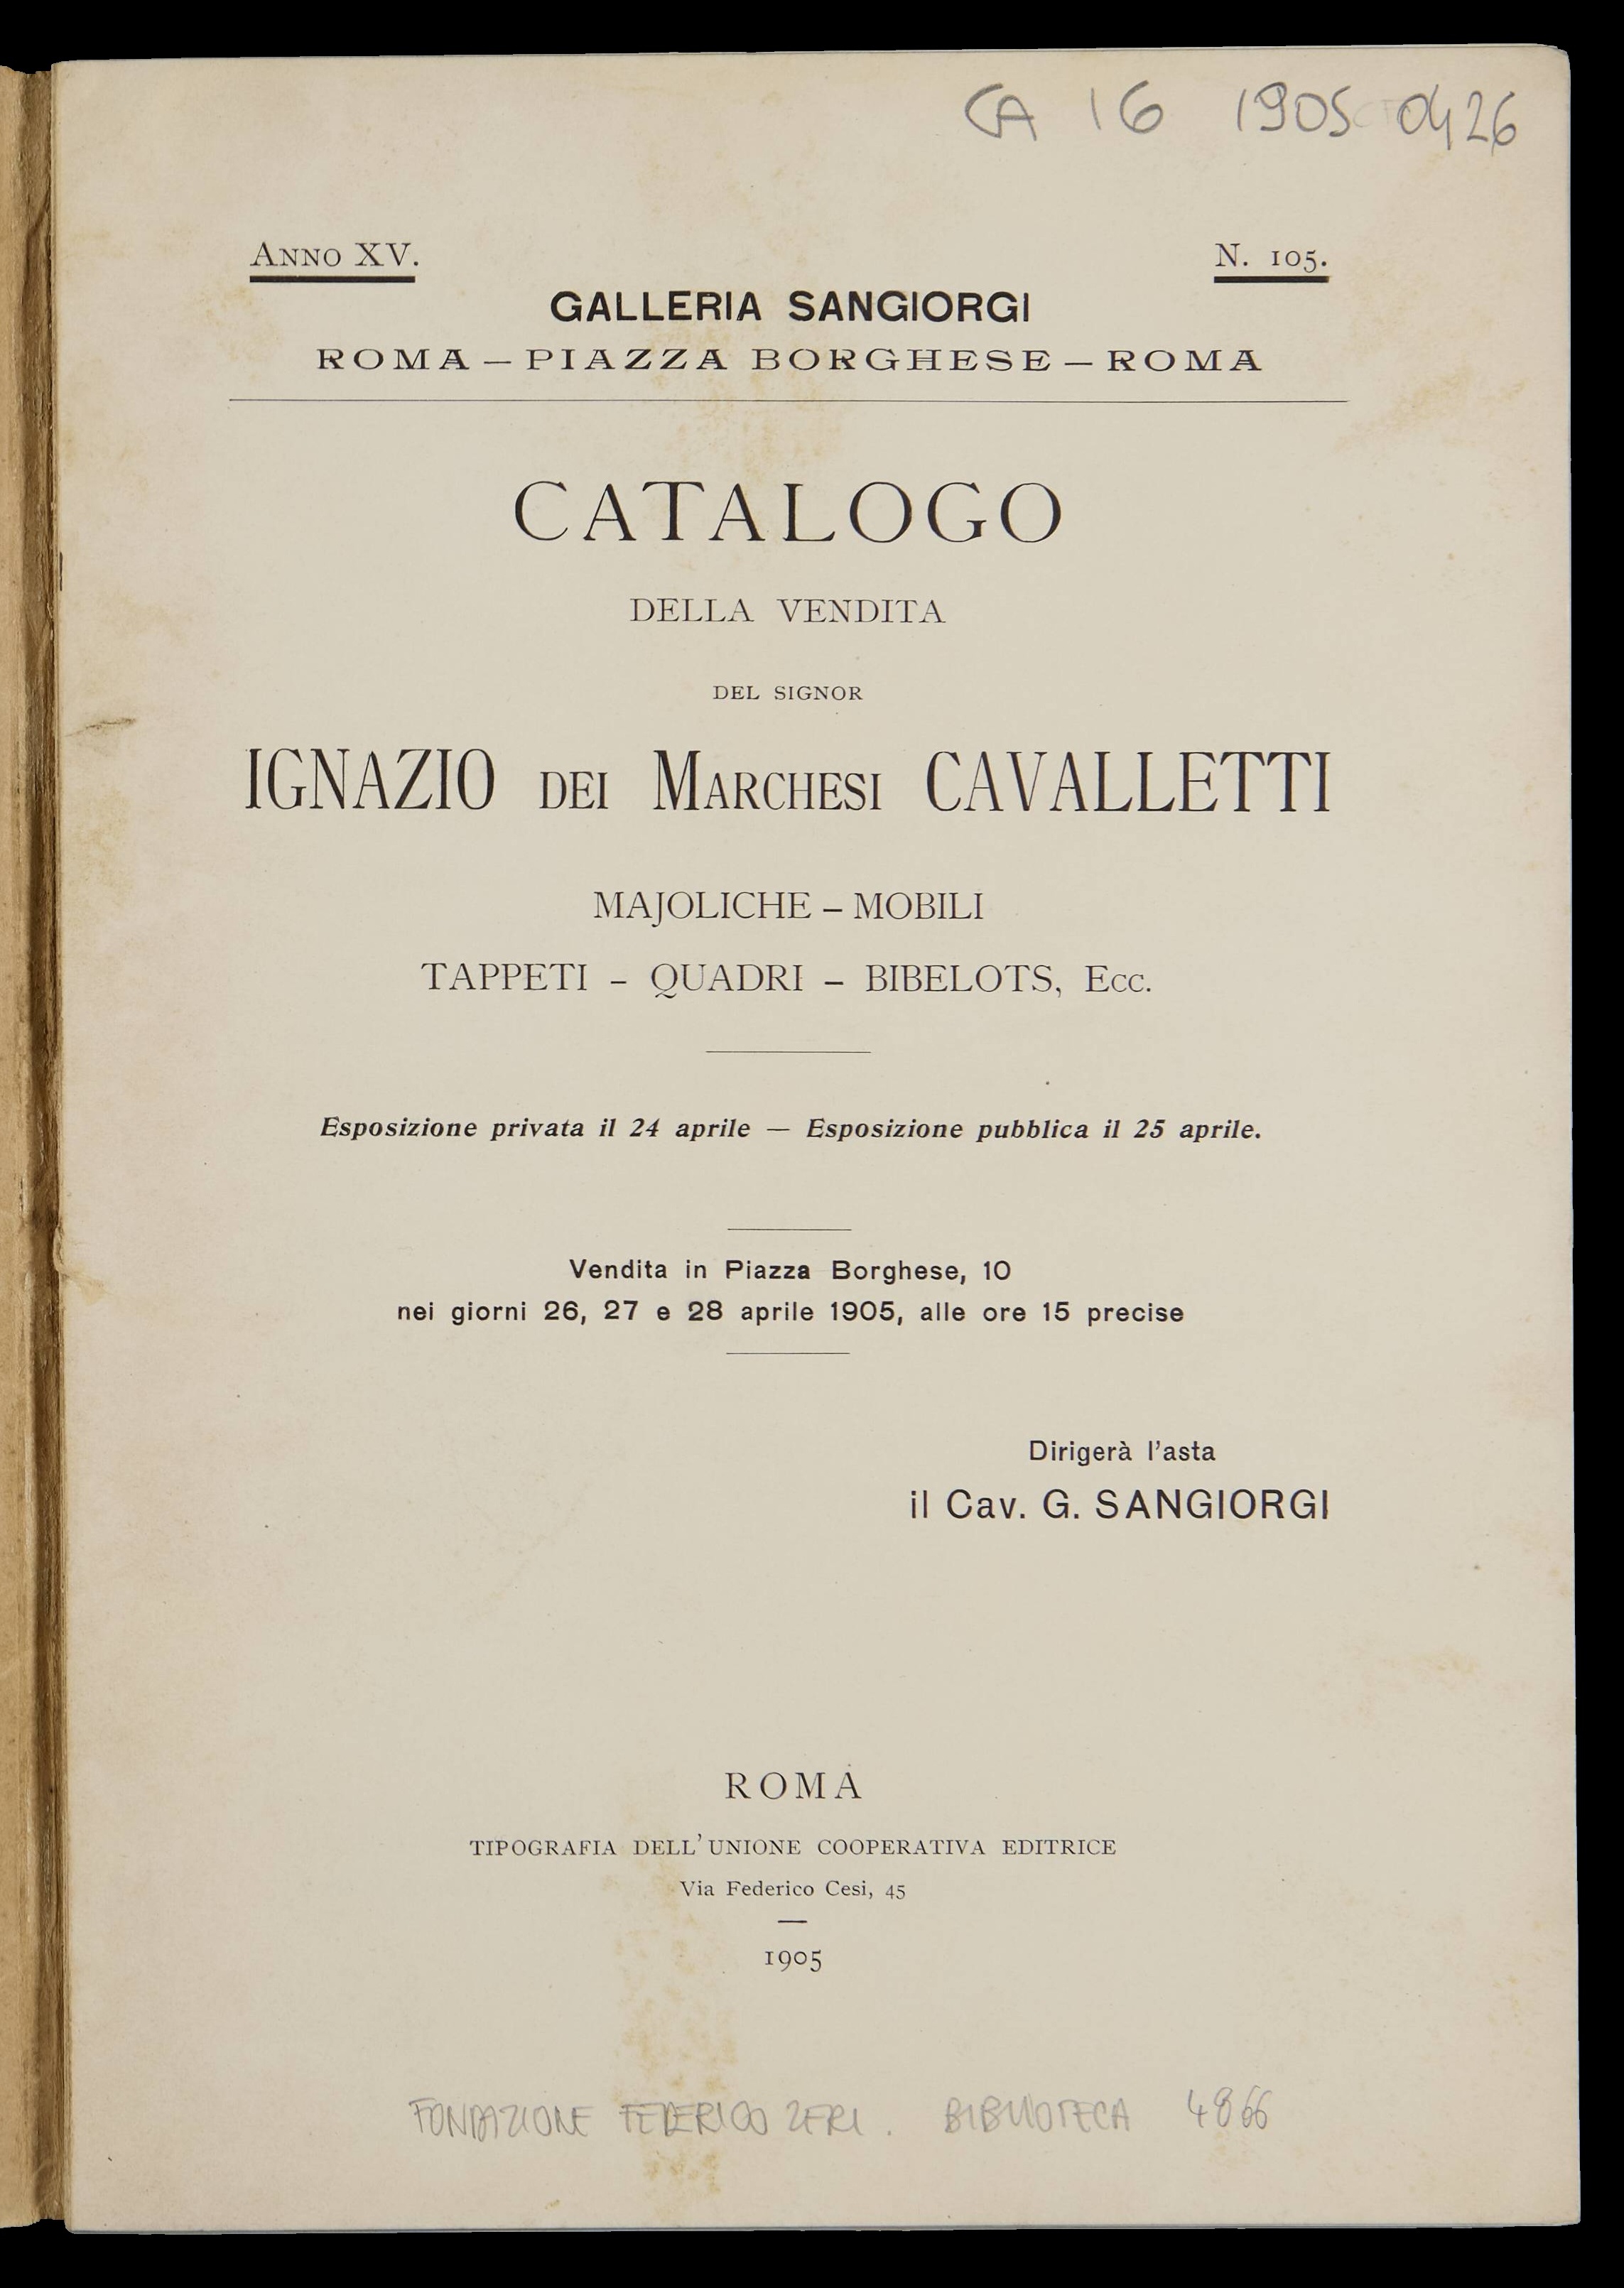 CA 16 1905 0426
ANNO XV. N. 105.
GALLERIA SANGIORGI
ROMA – PIAZZA BORGHESE – ROMA
CATALOGO
DELLA VENDITA
DEL SIGNOR
IGNAZIO DEI MARCHESI CAVALLETTI
MAJOLICHE – MOBILI
TAPPETI – QUADRI – BIBELOTS, ECC.
Esposizione privata il 24 aprile — Esposizione pubblica il 25 aprile.
Vendita in Piazza Borghese, 10
nei giorni 26, 27 e 28 aprile 1905, alle ore 15 precise
Dirigerà l'asta
il Cav. G. SANGIORGI
ROMA
TIPOGRAFIA DELL'UNIONE COOPERATIVA EDITRICE
Via Federico Cesi, 45
1905
FONDAZIONE FEDERICO ZERI. BIBLIOTECA 4866